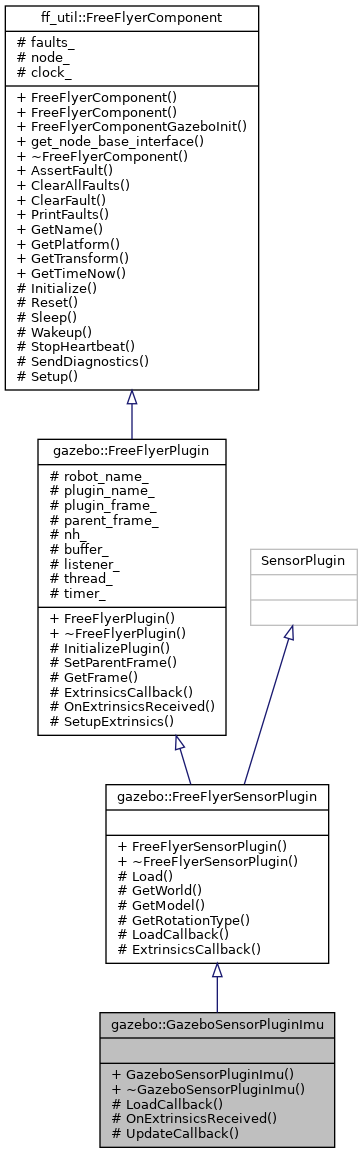 ff_util::FreeFlyerComponent
# faults_
# node_
# clock_
+ FreeFlyerComponent()
+ FreeFlyerComponent()
+ FreeFlyerComponentGazeboInit()
+ get_node_base_interface()
+ ~FreeFlyerComponent()
+ AssertFault()
+ ClearAllFaults()
+ ClearFault()
+ PrintFaults()
+ GetName()
+ GetPlatform()
+ GetTransform()
+ GetTimeNow()
# Initialize()
# Reset()
# Sleep()
# Wakeup()
# StopHeartbeat()
# SendDiagnostics()
# Setup()
gazebo::FreeFlyerPlugin
# robot_name_
# plugin_name_
# plugin_frame_
# parent_frame_
# nh_
# buffer_
# listener_
# thread_
# timer_
+ FreeFlyerPlugin()
+ ~FreeFlyerPlugin()
# InitializePlugin()
# SetParentFrame()
# GetFrame()
# ExtrinsicsCallback()
# OnExtrinsicsReceived()
# SetupExtrinsics()
SensorPlugin
gazebo::FreeFlyerSensorPlugin
+ FreeFlyerSensorPlugin()
+ ~FreeFlyerSensorPlugin()
# Load()
# GetWorld()
# GetModel()
# GetRotationType()
# LoadCallback()
# ExtrinsicsCallback()
gazebo::GazeboSensorPluginImu
+ GazeboSensorPluginImu()
+ ~GazeboSensorPluginImu()
# LoadCallback()
# OnExtrinsicsReceived()
# UpdateCallback()